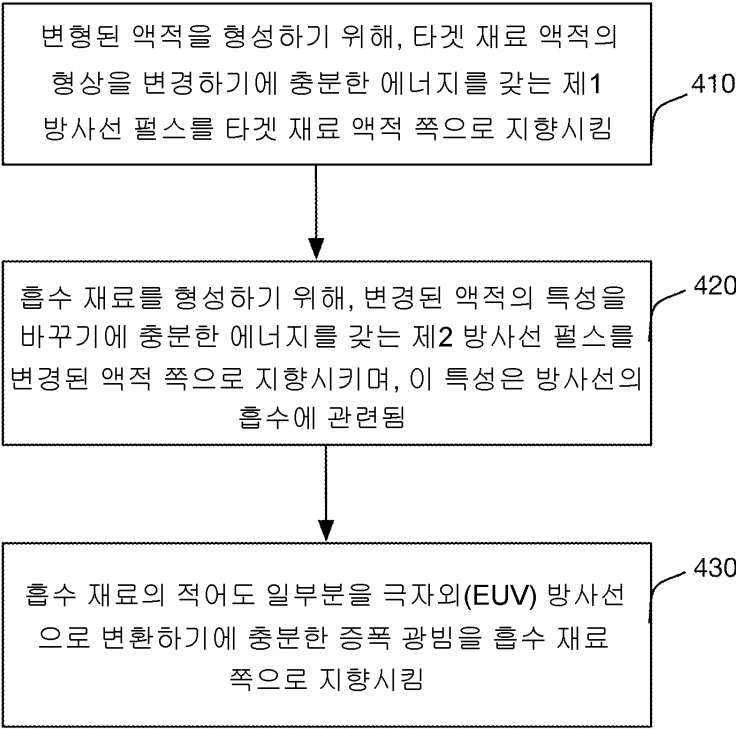 변형된 액적을 형성하기 위해, 타겟 재료 액적의
형상을 변경하기에 충분한 에너지를 갖는 제1
방사선 펄스를 타겟 재료 액적 쪽으로 지향시킴
410
흡수 재료를 형성하기 위해, 변경된 액적의 특성을
바꾸기에 충분한 에너지를 갖는 제2 방사선 펄스를
변경된 액적 쪽으로 지향시키며, 이 특성은 방사선의
흡수에 관련됨
420
흡수 재료의 적어도 일부분을 극자외(EUV) 방사선
으로 변환하기에 충분한 증폭 광빔을 흡수 재료
쪽으로 지향시킴
430